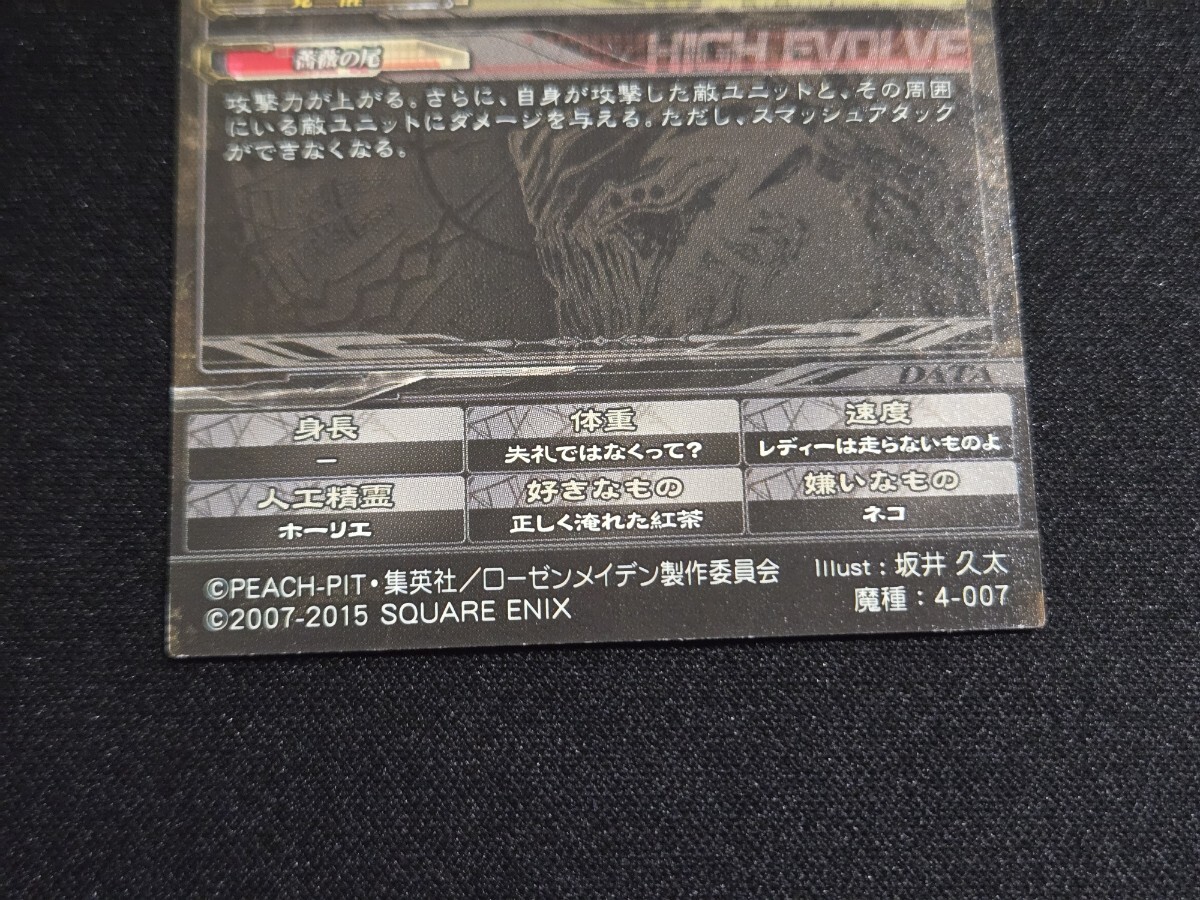 覚醒
薔薇の尾
HIGH EVOLVE
攻撃力が上がる。さらに、自身が攻撃した敵ユニットと、その周囲
にいる敵ユニットにダメージを与える。ただし、スマッシュアタック
ができなくなる。
DATA
身長
体重
速度
―
失礼ではなくって?
レディーは走らないものよ
人工精霊
好きなもの
嫌いなもの
ホーリエ
正しく淹れた紅茶
ネコ
©PEACH-PIT・集英社/ローゼンメイデン製作委員会
Illust：坂井 久太
©2007-2015 SQUARE ENIX
魔種：4-007